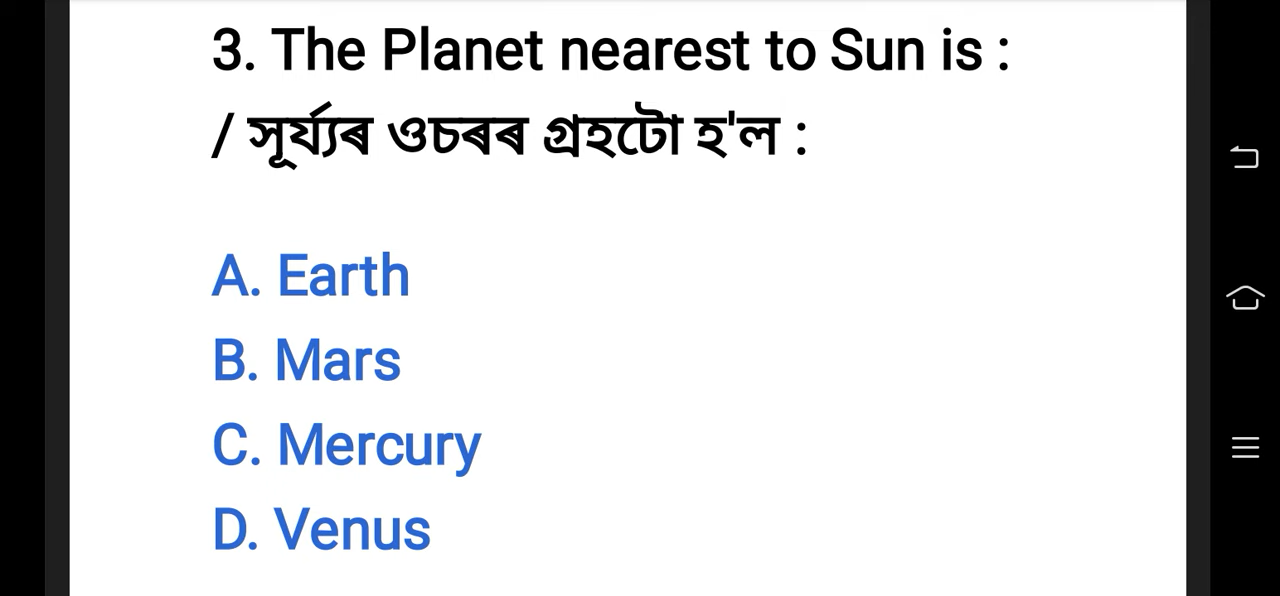 3. The Planet nearest to Sun is :
/ সূৰ্য্যৰ ওচৰৰ গ্ৰহটো হ'ল :
A. Earth
B. Mars
C. Mercury
D. Venus